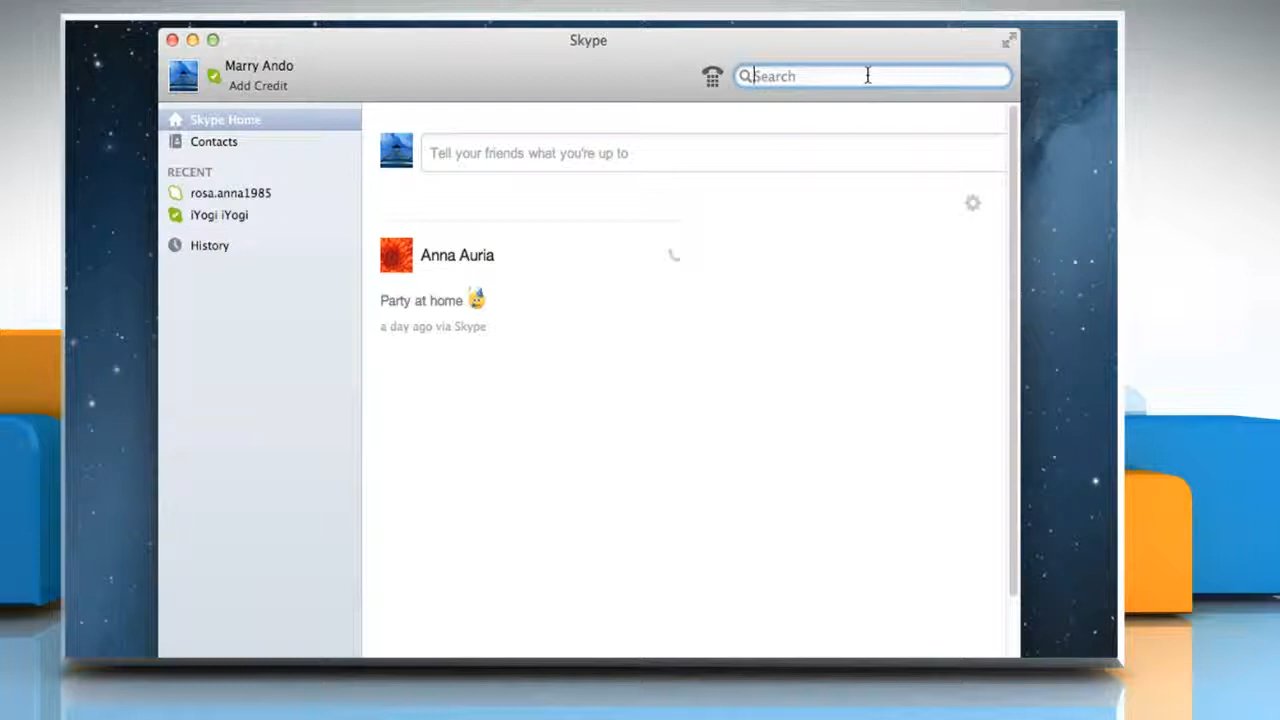 Skype
Marry Ando
Add Credit
Search
Skype Home
Contacts
RECENT
rosa.anna1985
iYogi iYogi
History
Tell your friends what you're up to
Anna Auria
Party at home
a day ago via Skype